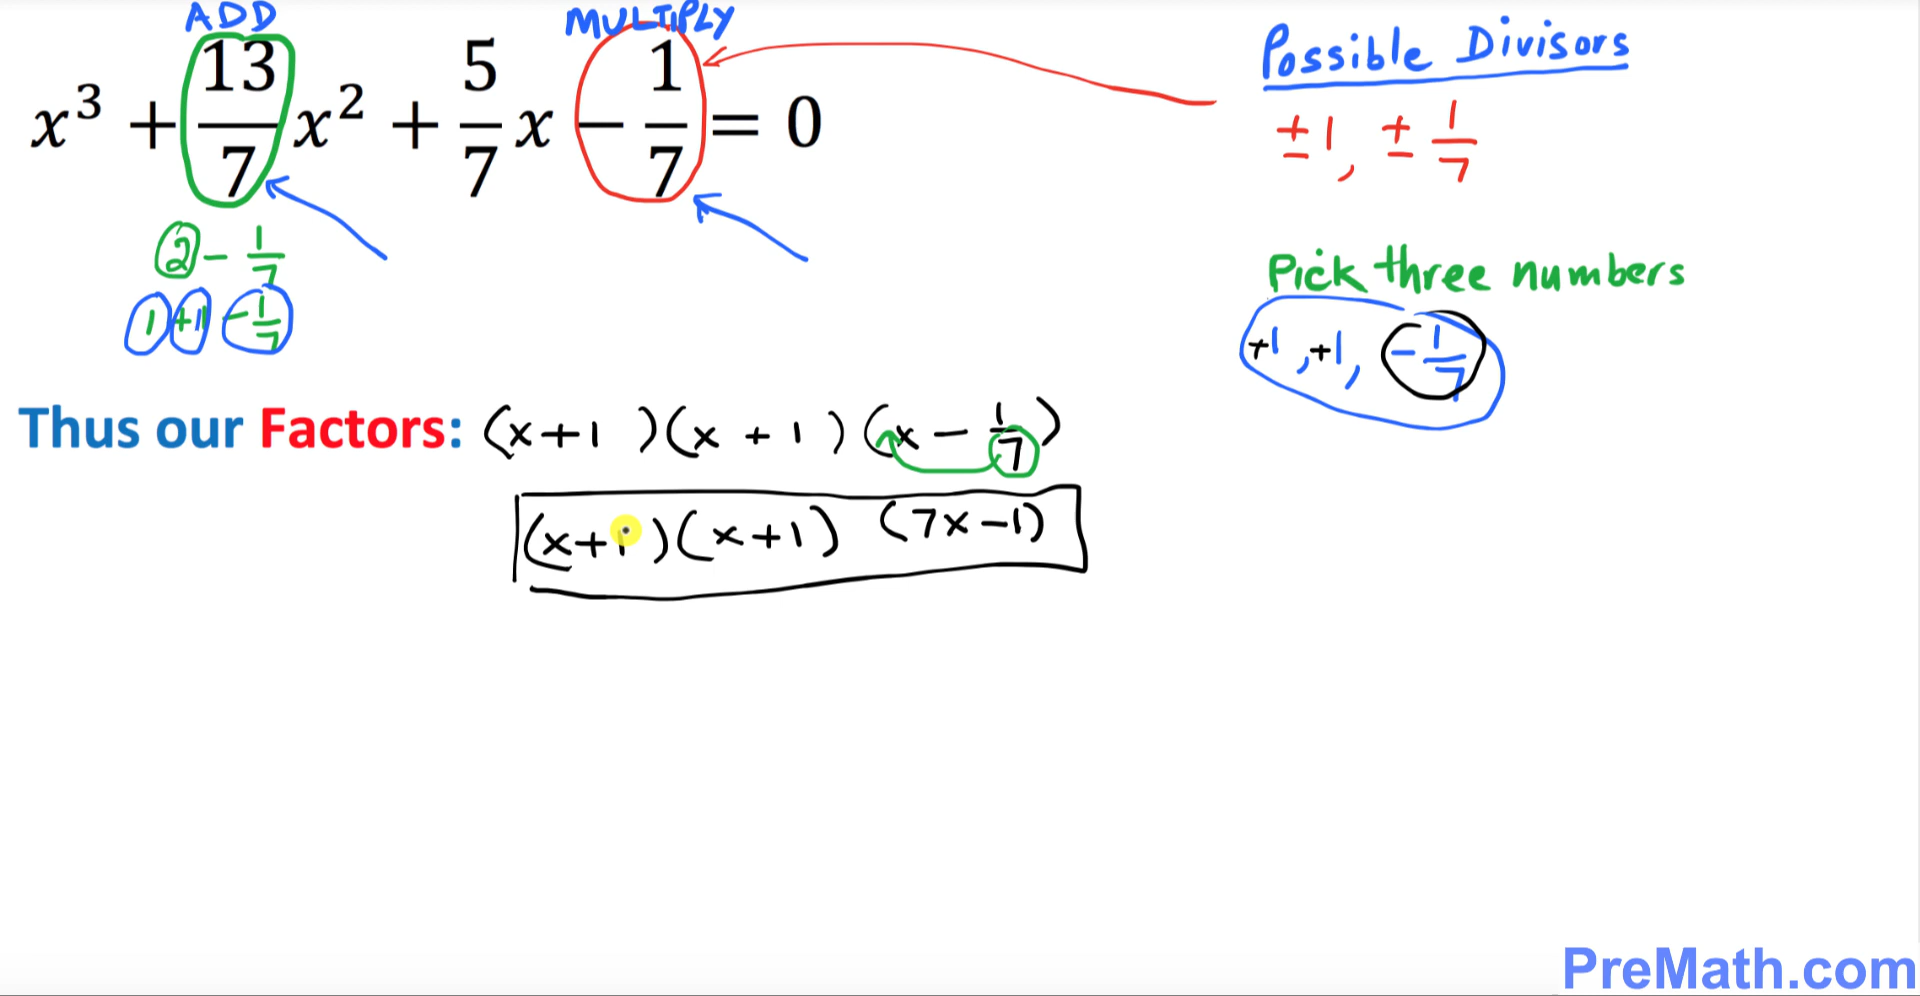 ADD
MULTIPLY
x³ + 13/7 x² + 5/7 x − 1/7 = 0
Possible Divisors
±1, ± 1/7
2 − 1/7
1 +1 − 1/7
Pick three numbers
+1, +1, − 1/7
Thus our Factors: (x+1)(x+1)(x − 1/7)
(x+1)(x+1) (7x−1)
PreMath.com